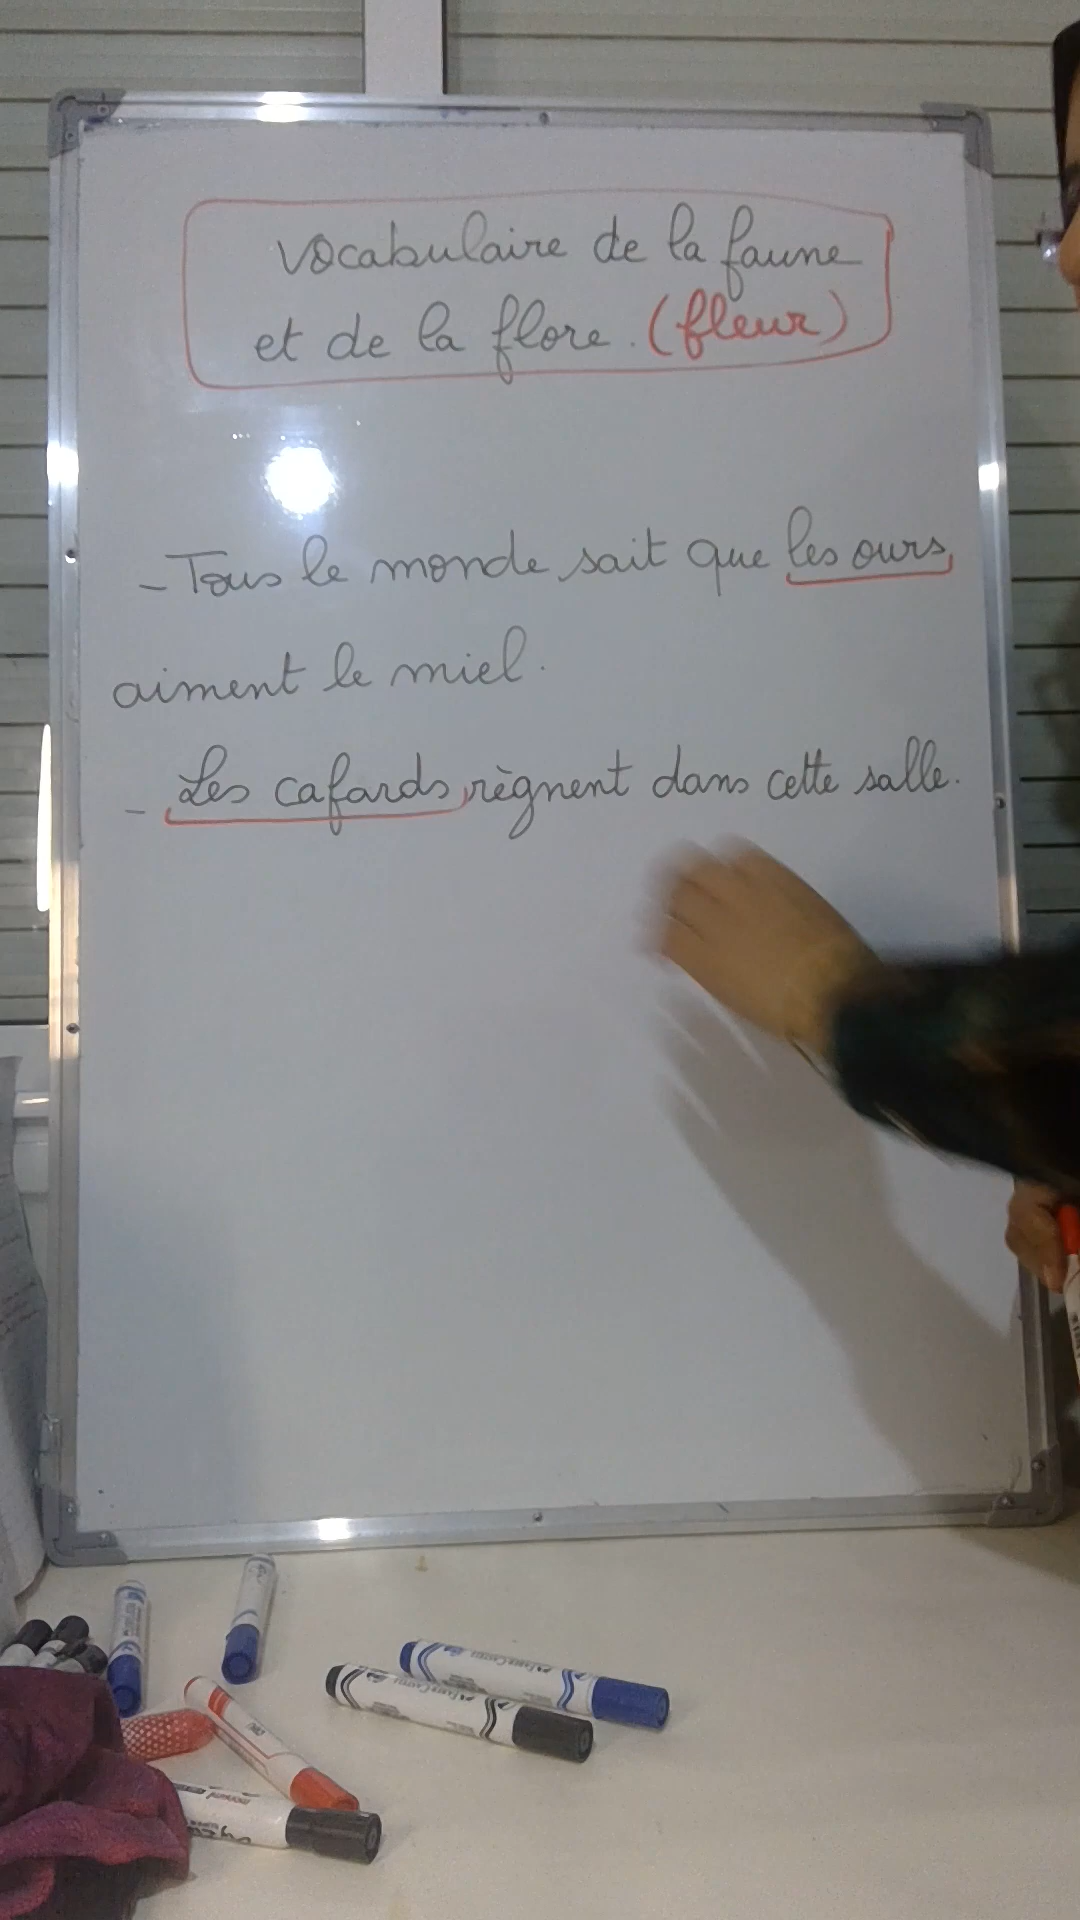 vocabulaire de la faune
et de la flore. (fleur)
- Tous le monde sait que les ours
aiment le miel.
- Les cafards règnent dans cette salle.